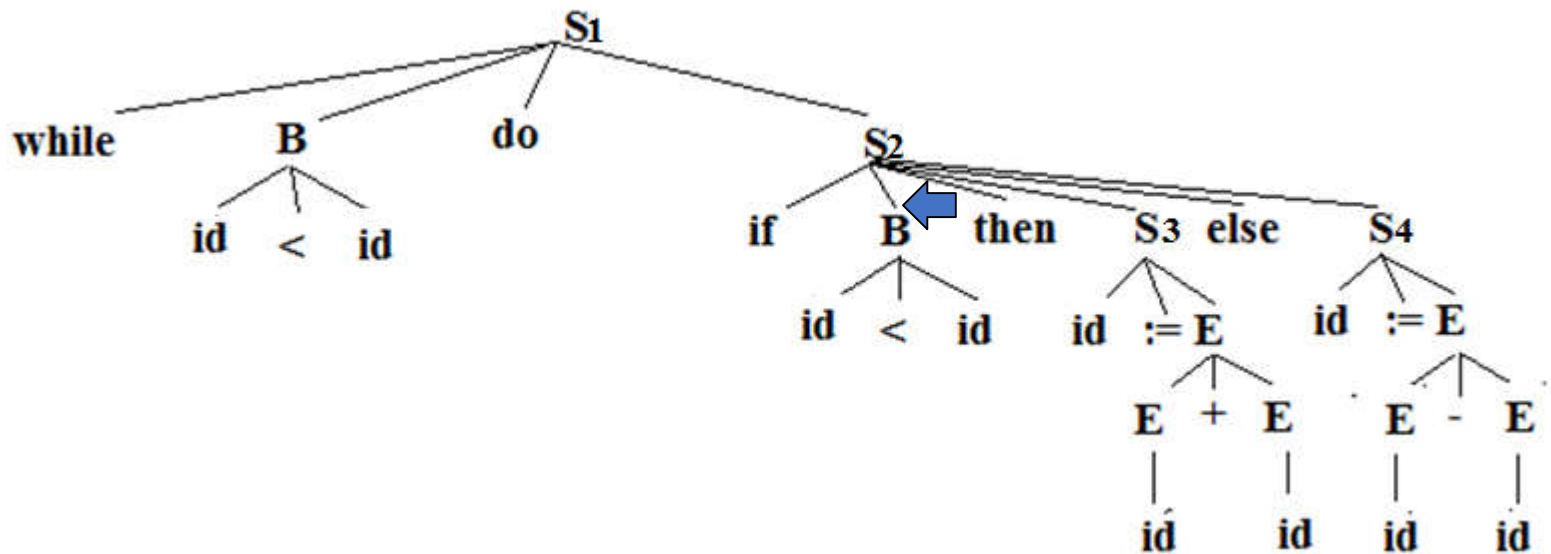 S1
while B do S2
id < id if B then S3 else S4
id < id id := E id := E
E + E E - E
id id id id